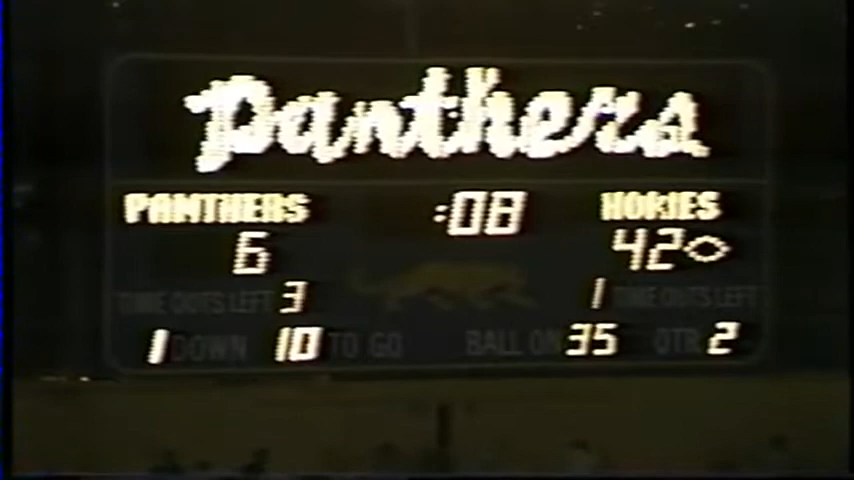 Panthers
PANTHERS :08 HOKIES
6 42
TIME OUTS LEFT 3 1 TIME OUTS LEFT
1 DOWN 10 TO GO BALL ON 35 QTR 2